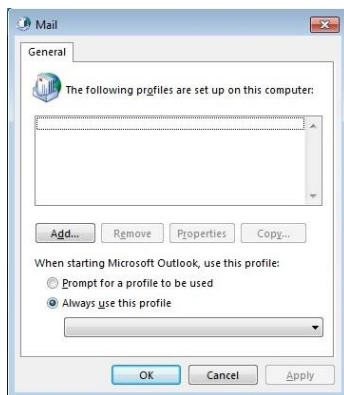 Mail
General
The following profiles are set up on this computer:
Add... Remove Properties Copy...
When starting Microsoft Outlook, use this profile:
Prompt for a profile to be used
Always use this profile
OK Cancel Apply